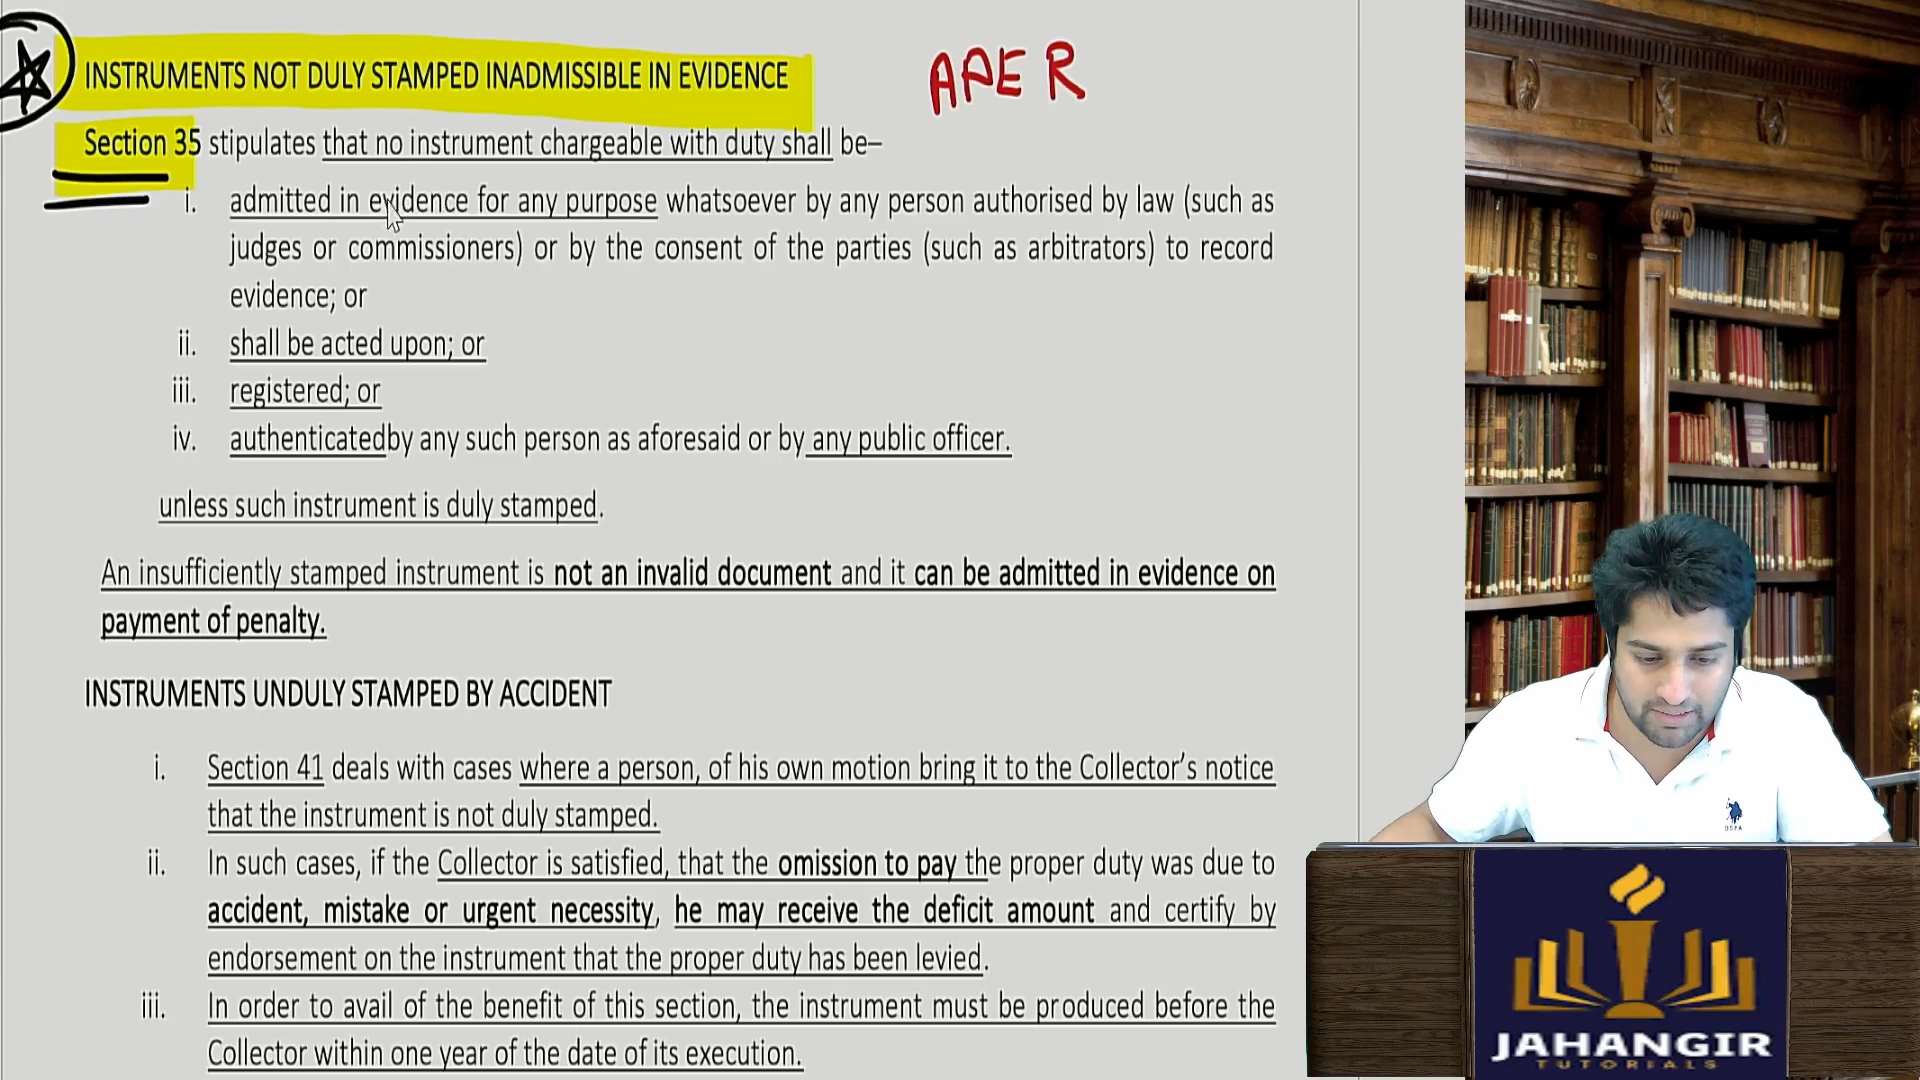 INSTRUMENTS NOT DULY STAMPED INADMISSIBLE IN EVIDENCE
APER
Section 35 stipulates that no instrument chargeable with duty shall be–
i. admitted in evidence for any purpose whatsoever by any person authorised by law (such as
judges or commissioners) or by the consent of the parties (such as arbitrators) to record
evidence; or
ii. shall be acted upon; or
iii. registered; or
iv. authenticatedby any such person as aforesaid or by any public officer.
unless such instrument is duly stamped.
An insufficiently stamped instrument is not an invalid document and it can be admitted in evidence on
payment of penalty.
INSTRUMENTS UNDULY STAMPED BY ACCIDENT
i. Section 41 deals with cases where a person, of his own motion bring it to the Collector’s notice
that the instrument is not duly stamped.
ii. In such cases, if the Collector is satisfied, that the omission to pay the proper duty was due to
accident, mistake or urgent necessity, he may receive the deficit amount and certify by
endorsement on the instrument that the proper duty has been levied.
iii. In order to avail of the benefit of this section, the instrument must be produced before the
Collector within one year of the date of its execution.
USPA
JAHANGIR
TUTORIALS